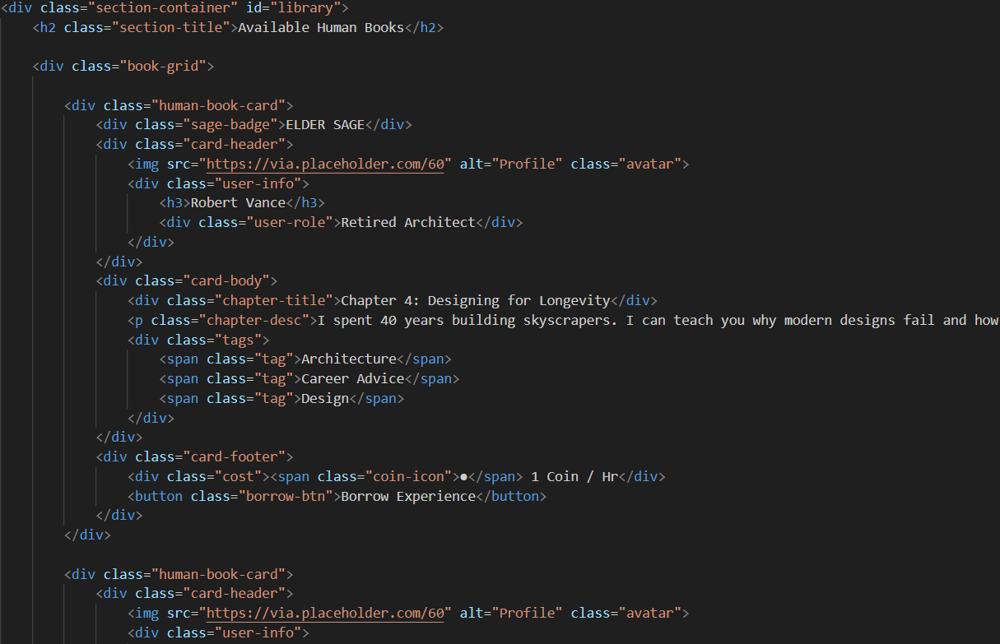 <div class="section-container" id="library">
<h2 class="section-title">Available Human Books</h2>
<div class="book-grid">
<div class="human-book-card">
<div class="sage-badge">ELDER SAGE</div>
<div class="card-header">
<img src="https://via.placeholder.com/60" alt="Profile" class="avatar">
<div class="user-info">
<h3>Robert Vance</h3>
<div class="user-role">Retired Architect</div>
</div>
</div>
<div class="card-body">
<div class="chapter-title">Chapter 4: Designing for Longevity</div>
<p class="chapter-desc">I spent 40 years building skyscrapers. I can teach you why modern designs fail and how
<div class="tags">
<span class="tag">Architecture</span>
<span class="tag">Career Advice</span>
<span class="tag">Design</span>
</div>
</div>
<div class="card-footer">
<div class="cost"><span class="coin-icon">●</span> 1 Coin / Hr</div>
<button class="borrow-btn">Borrow Experience</button>
</div>
</div>
<div class="human-book-card">
<div class="card-header">
<img src="https://via.placeholder.com/60" alt="Profile" class="avatar">
<div class="user-info">